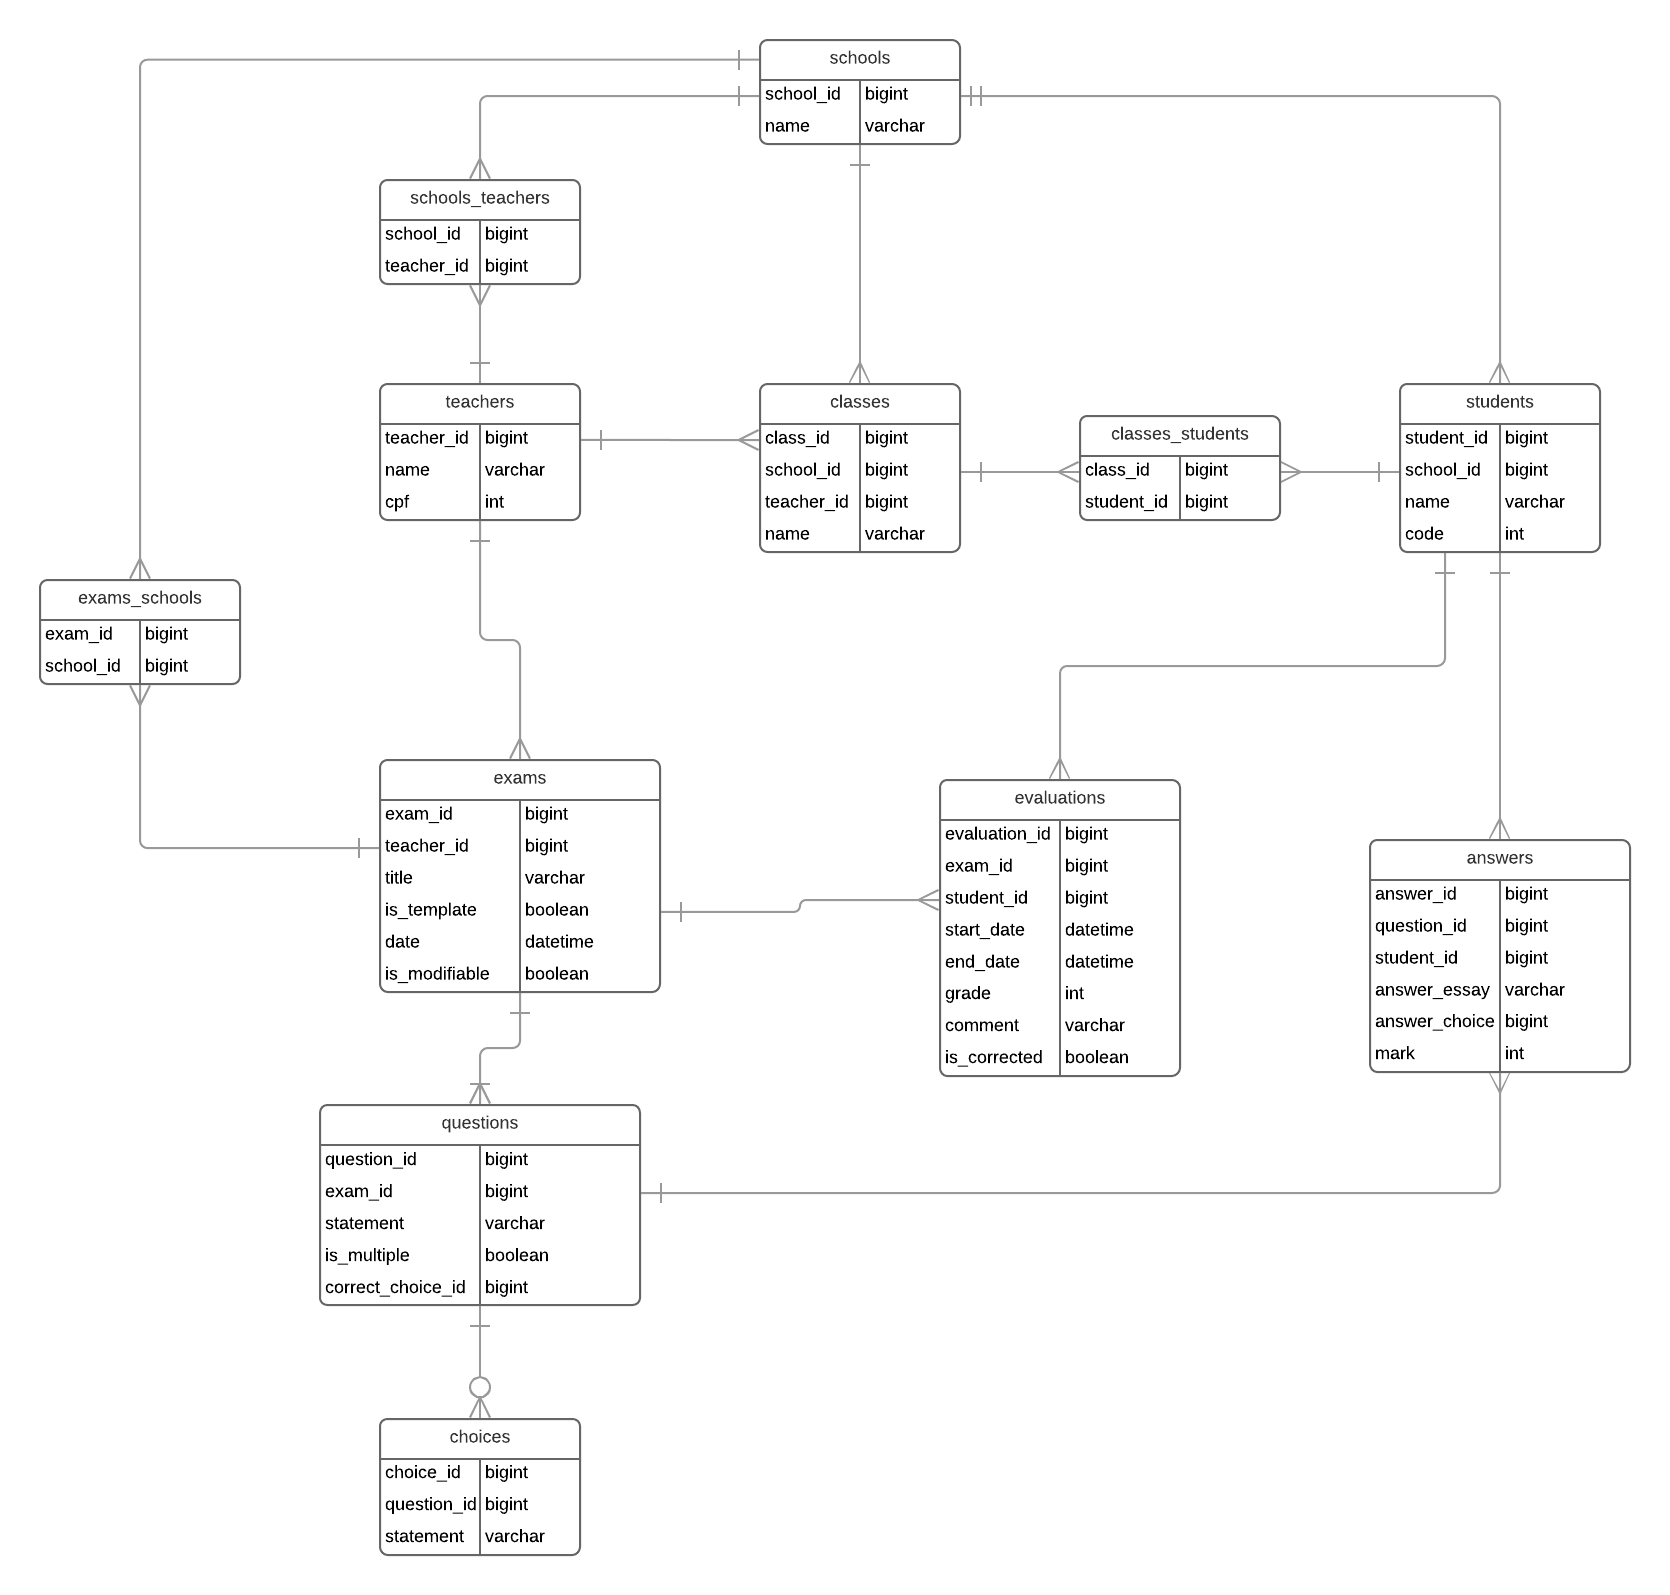 schools
school_id bigint
name varchar
schools_teachers
school_id bigint
teacher_id bigint
teachers
teacher_id bigint
name varchar
cpf int
classes
class_id bigint
school_id bigint
teacher_id bigint
name varchar
classes_students
class_id bigint
student_id bigint
students
student_id bigint
school_id bigint
name varchar
code int
exams_schools
exam_id bigint
school_id bigint
exams
exam_id bigint
teacher_id bigint
title varchar
is_template boolean
date datetime
is_modifiable boolean
evaluations
evaluation_id bigint
exam_id bigint
student_id bigint
start_date datetime
end_date datetime
grade int
comment varchar
is_corrected boolean
answers
answer_id bigint
question_id bigint
student_id bigint
answer_essay varchar
answer_choice bigint
mark int
questions
question_id bigint
exam_id bigint
statement varchar
is_multiple boolean
correct_choice_id bigint
choices
choice_id bigint
question_id bigint
statement varchar